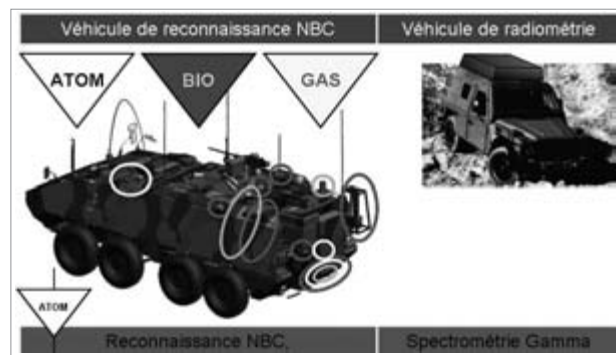 Véhicule de reconnaissance NBC
Véhicule de radiométrie
ATOM
BIO
GAS
ATOM
Reconnaissance NBC,
Spectrométrie Gamma